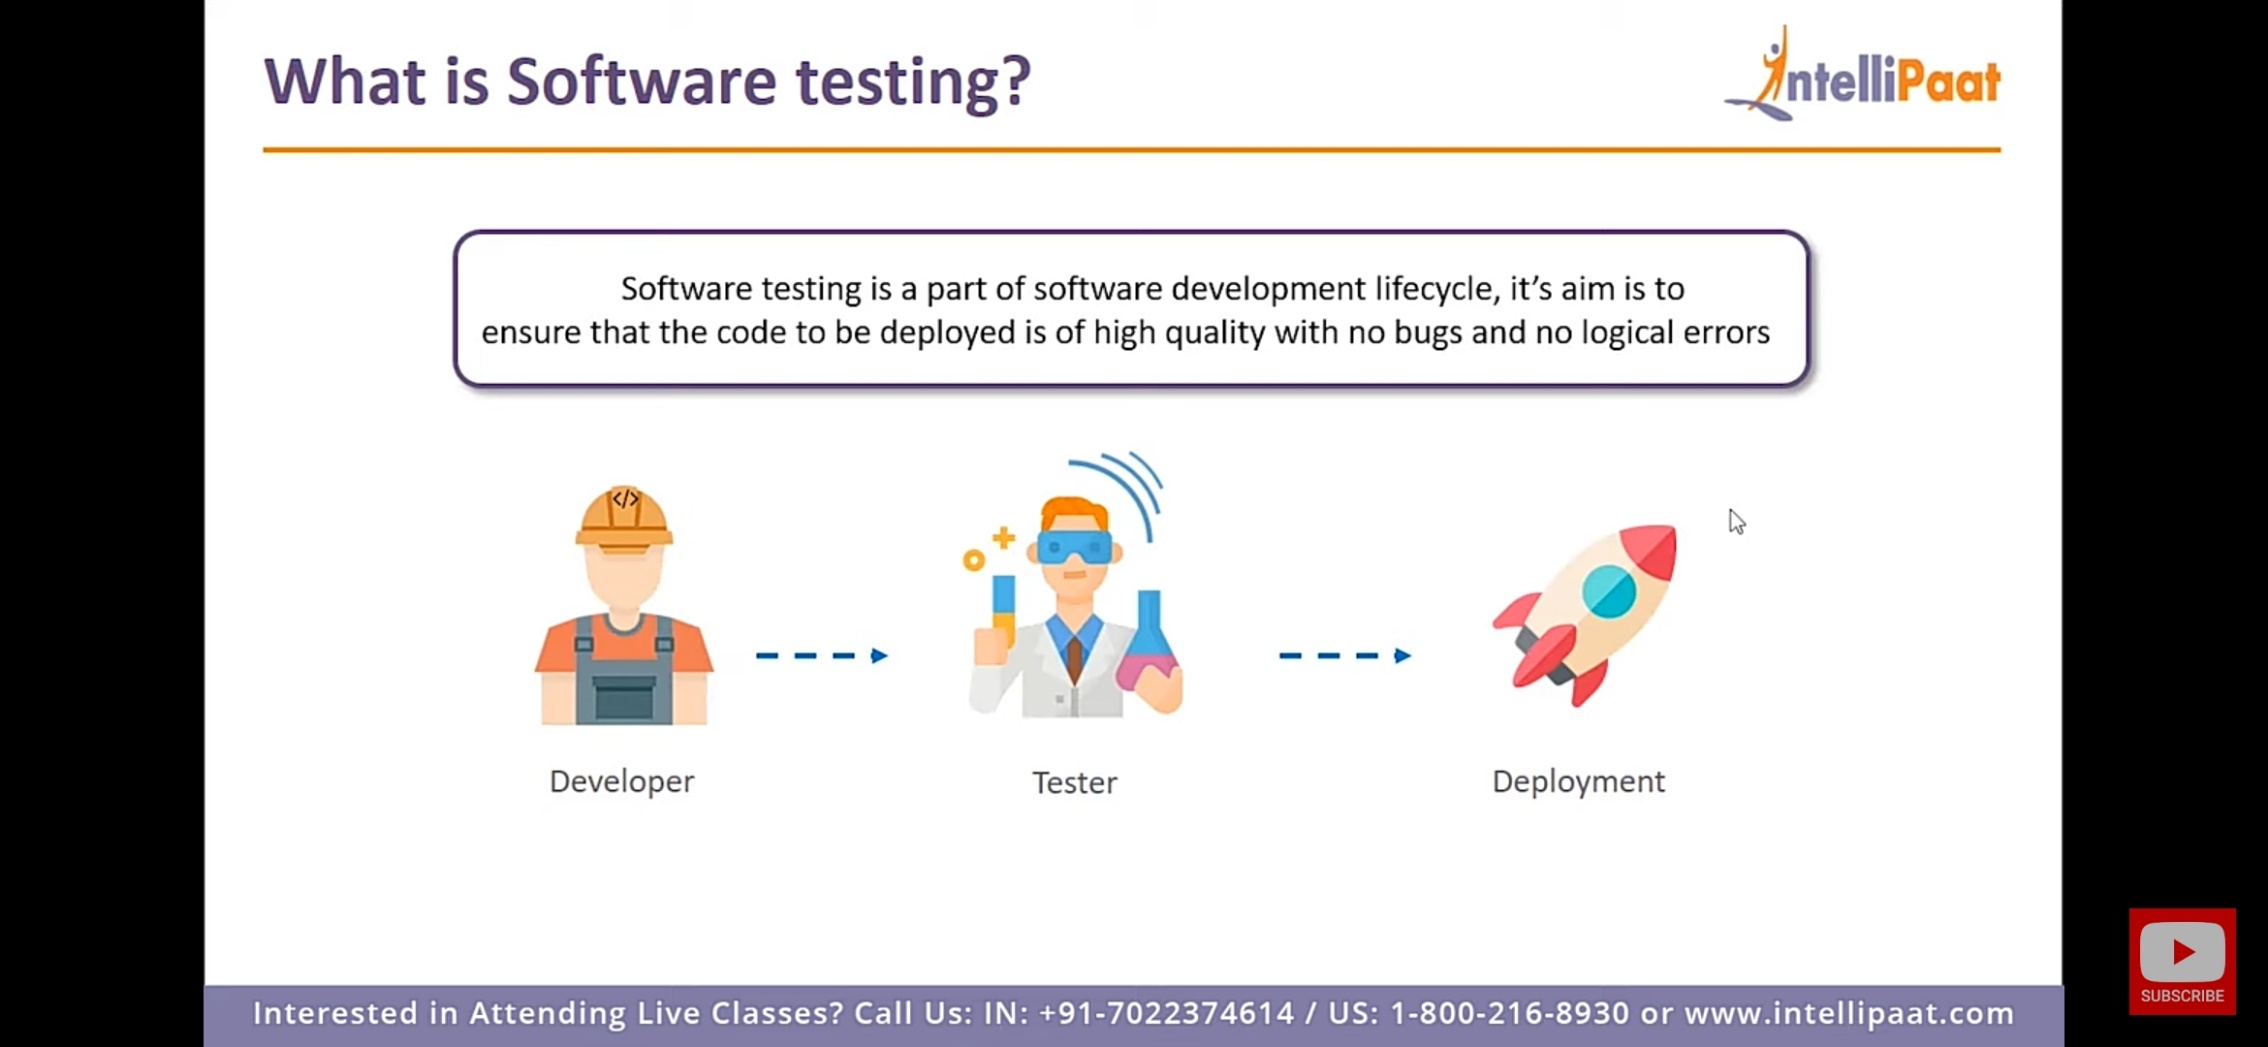 What is Software testing?
IntelliPaat
Software testing is a part of software development lifecycle, it’s aim is to
ensure that the code to be deployed is of high quality with no bugs and no logical errors
</>
Developer
Tester
Deployment
SUBSCRIBE
Interested in Attending Live Classes? Call Us: IN: +91-7022374614 / US: 1-800-216-8930 or www.intellipaat.com